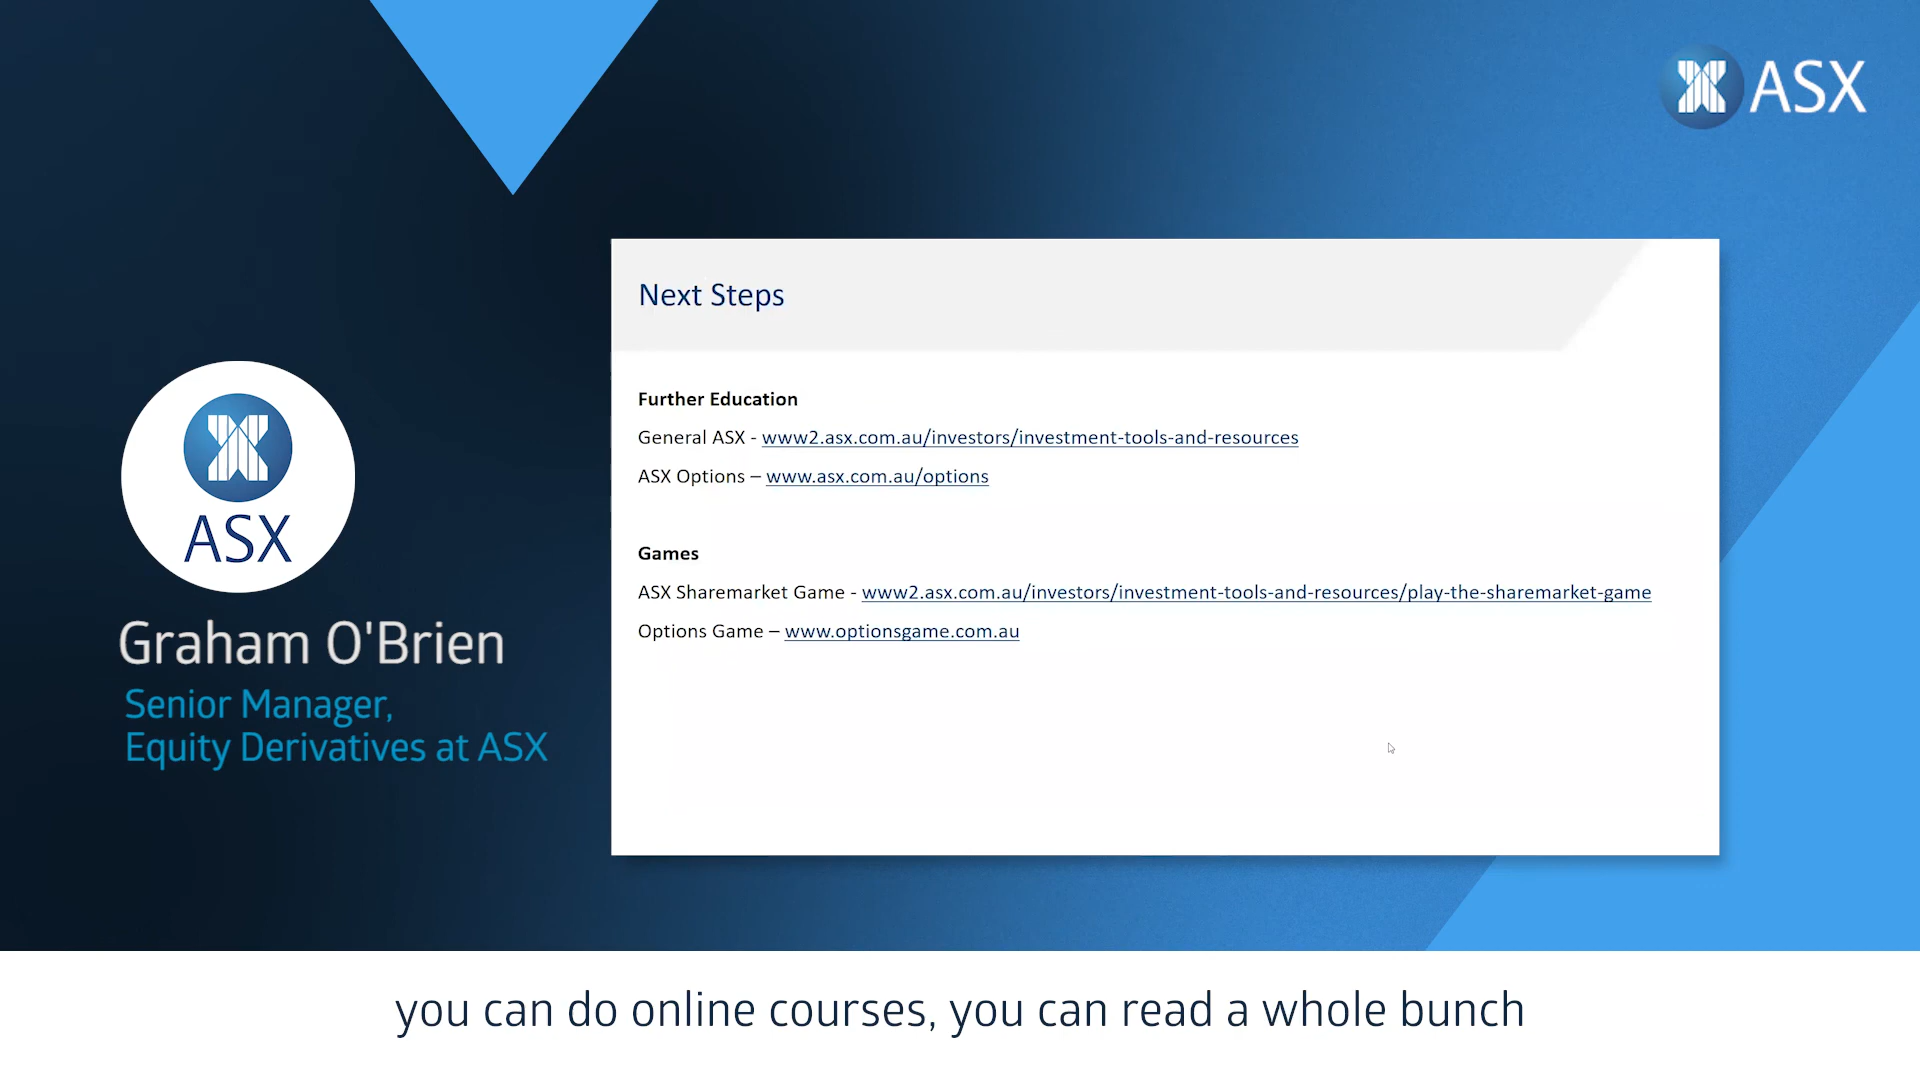 ASX
Next Steps
Further Education
General ASX - www2.asx.com.au/investors/investment-tools-and-resources
ASX Options – www.asx.com.au/options
Games
ASX Sharemarket Game - www2.asx.com.au/investors/investment-tools-and-resources/play-the-sharemarket-game
Options Game – www.optionsgame.com.au
ASX
Graham O'Brien
Senior Manager,
Equity Derivatives at ASX
you can do online courses, you can read a whole bunch